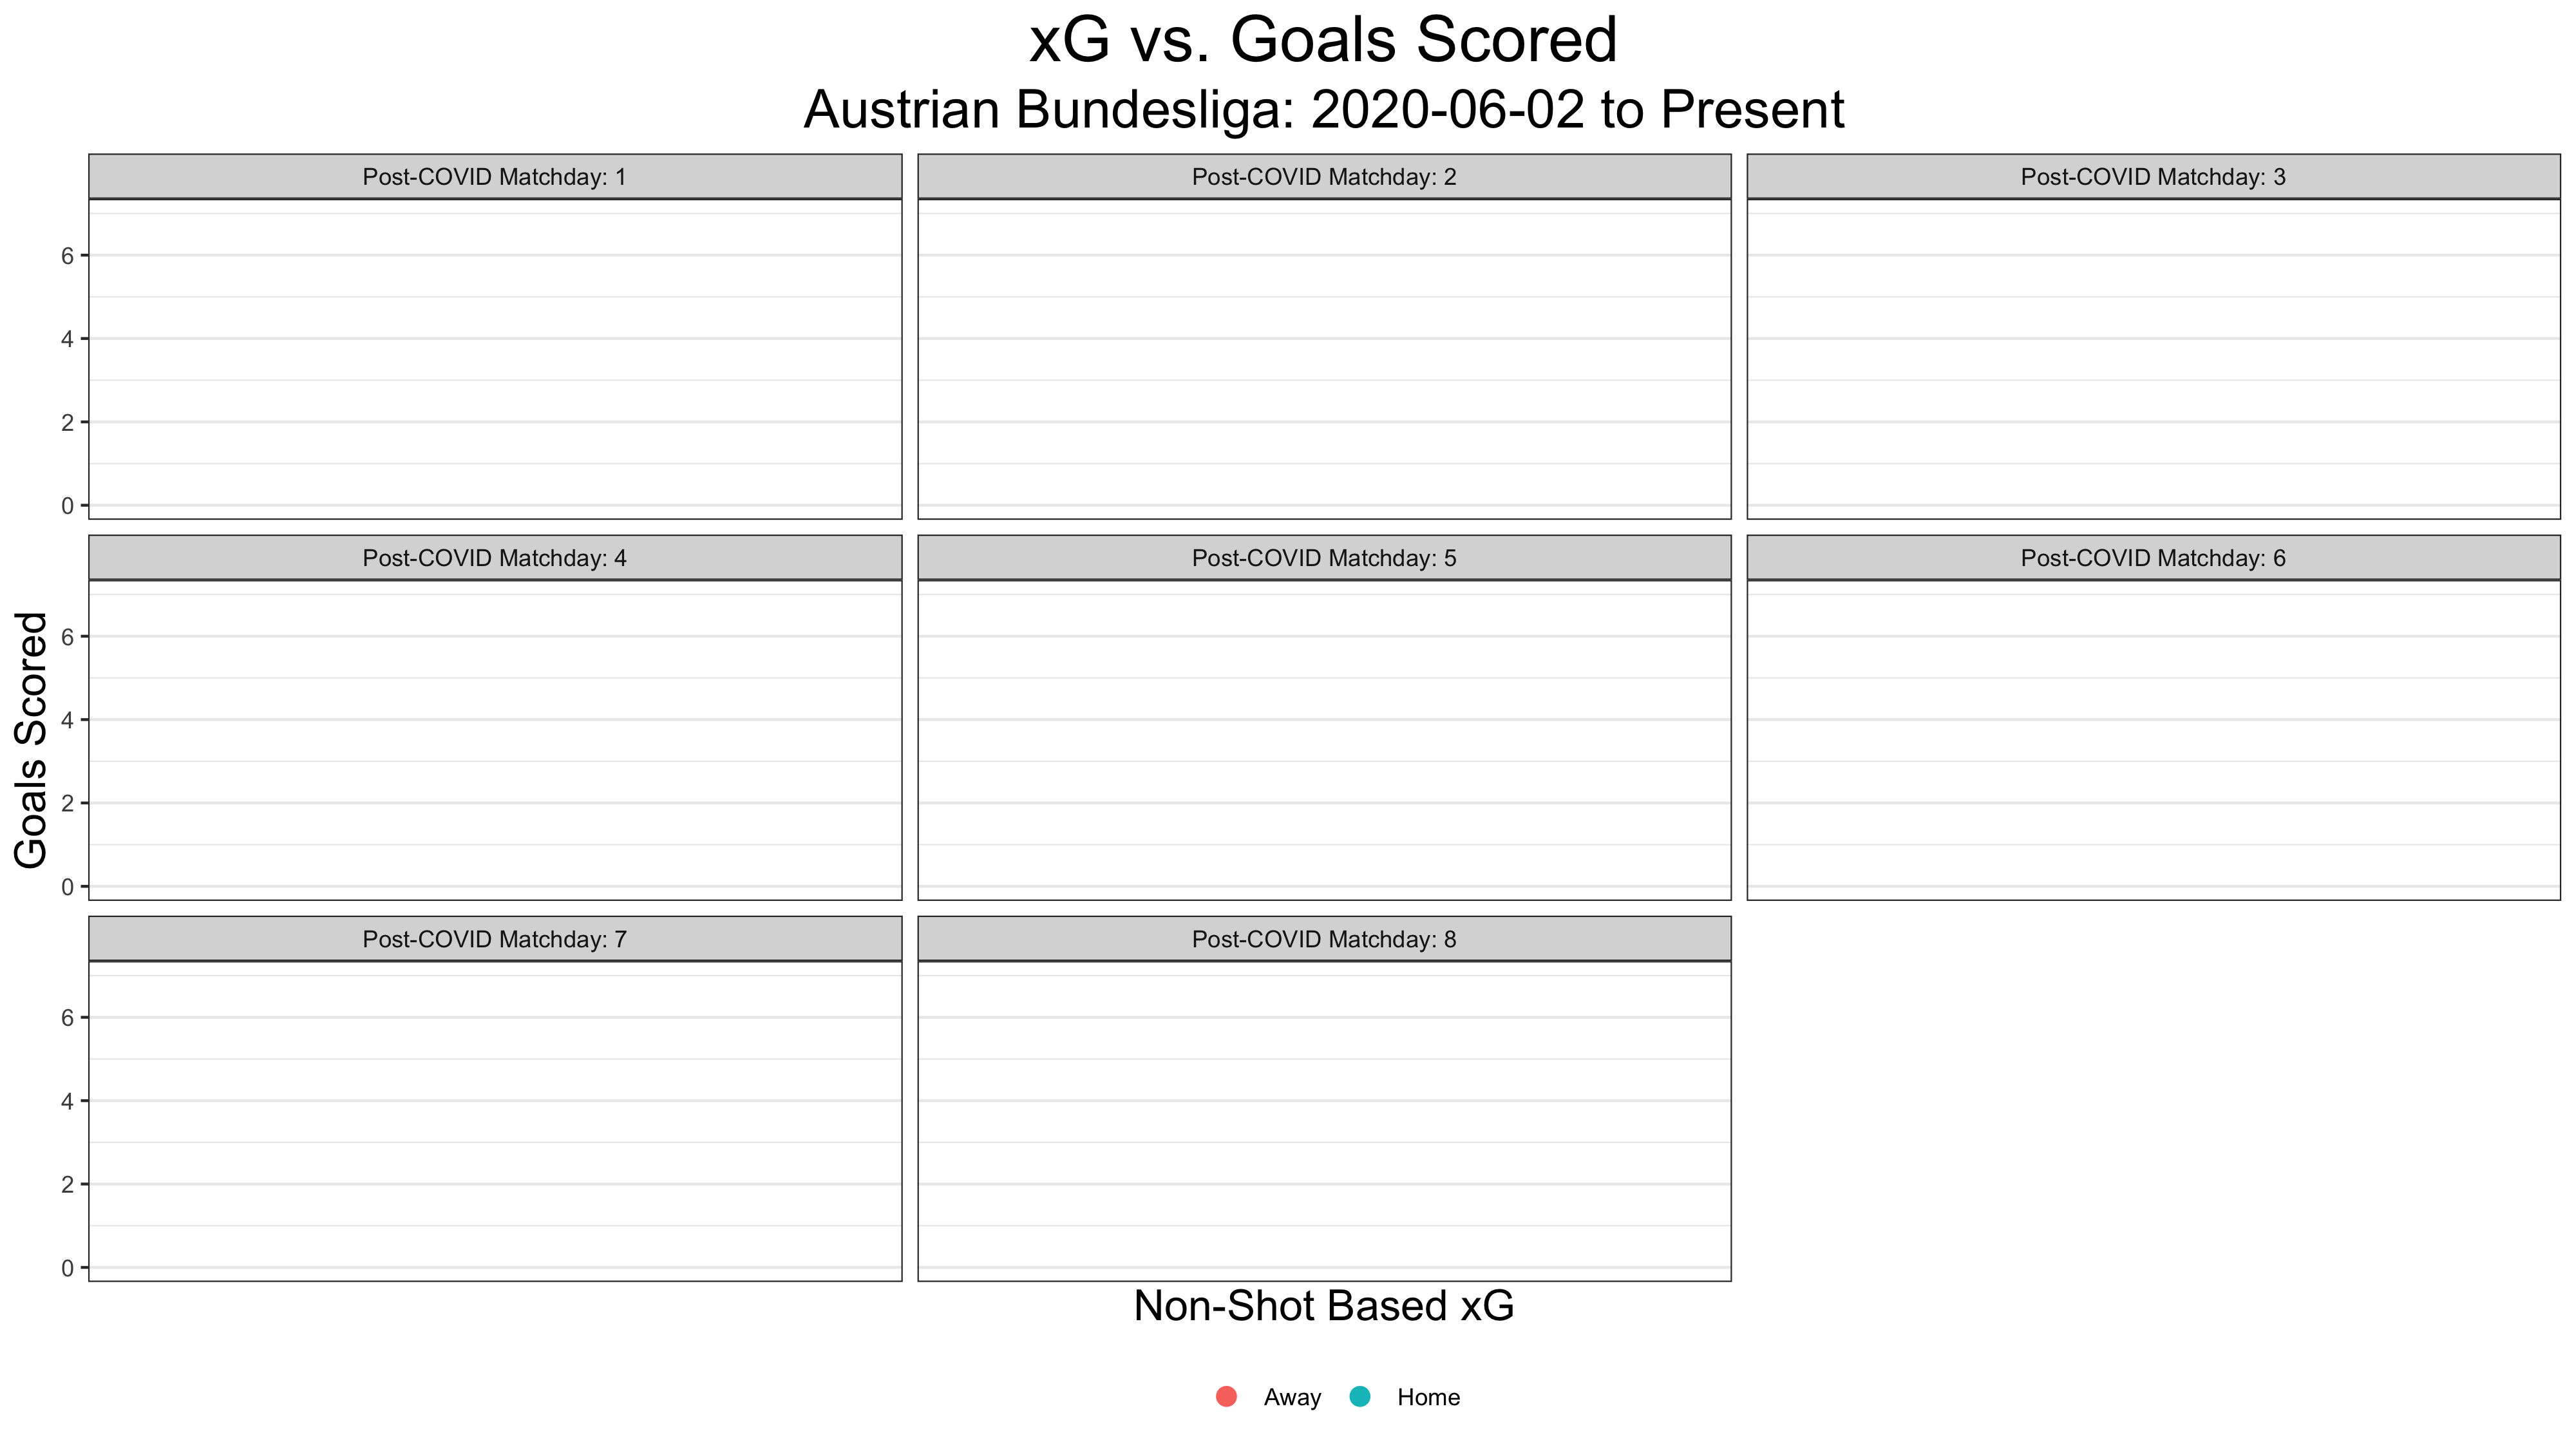 xG vs. Goals Scored
Austrian Bundesliga: 2020-06-02 to Present
Post-COVID Matchday: 1
Post-COVID Matchday: 2
Post-COVID Matchday: 3
6
4
2
0
Post-COVID Matchday: 4
Post-COVID Matchday: 5
Post-COVID Matchday: 6
Goals Scored
6
4
2
0
Post-COVID Matchday: 7
Post-COVID Matchday: 8
6
4
2
0
Non-Shot Based xG
Away
Home